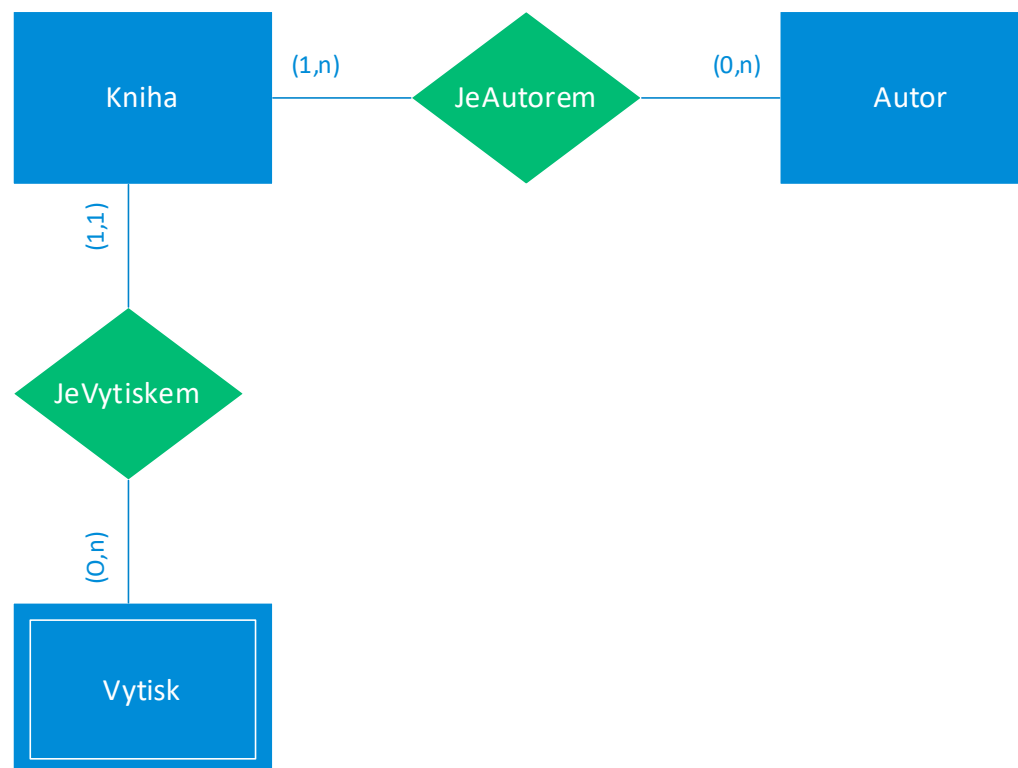 Kniha
(1,n)
JeAutorem
(0,n)
Autor
(1,1)
JeVytiskem
(O,n)
Vytisk